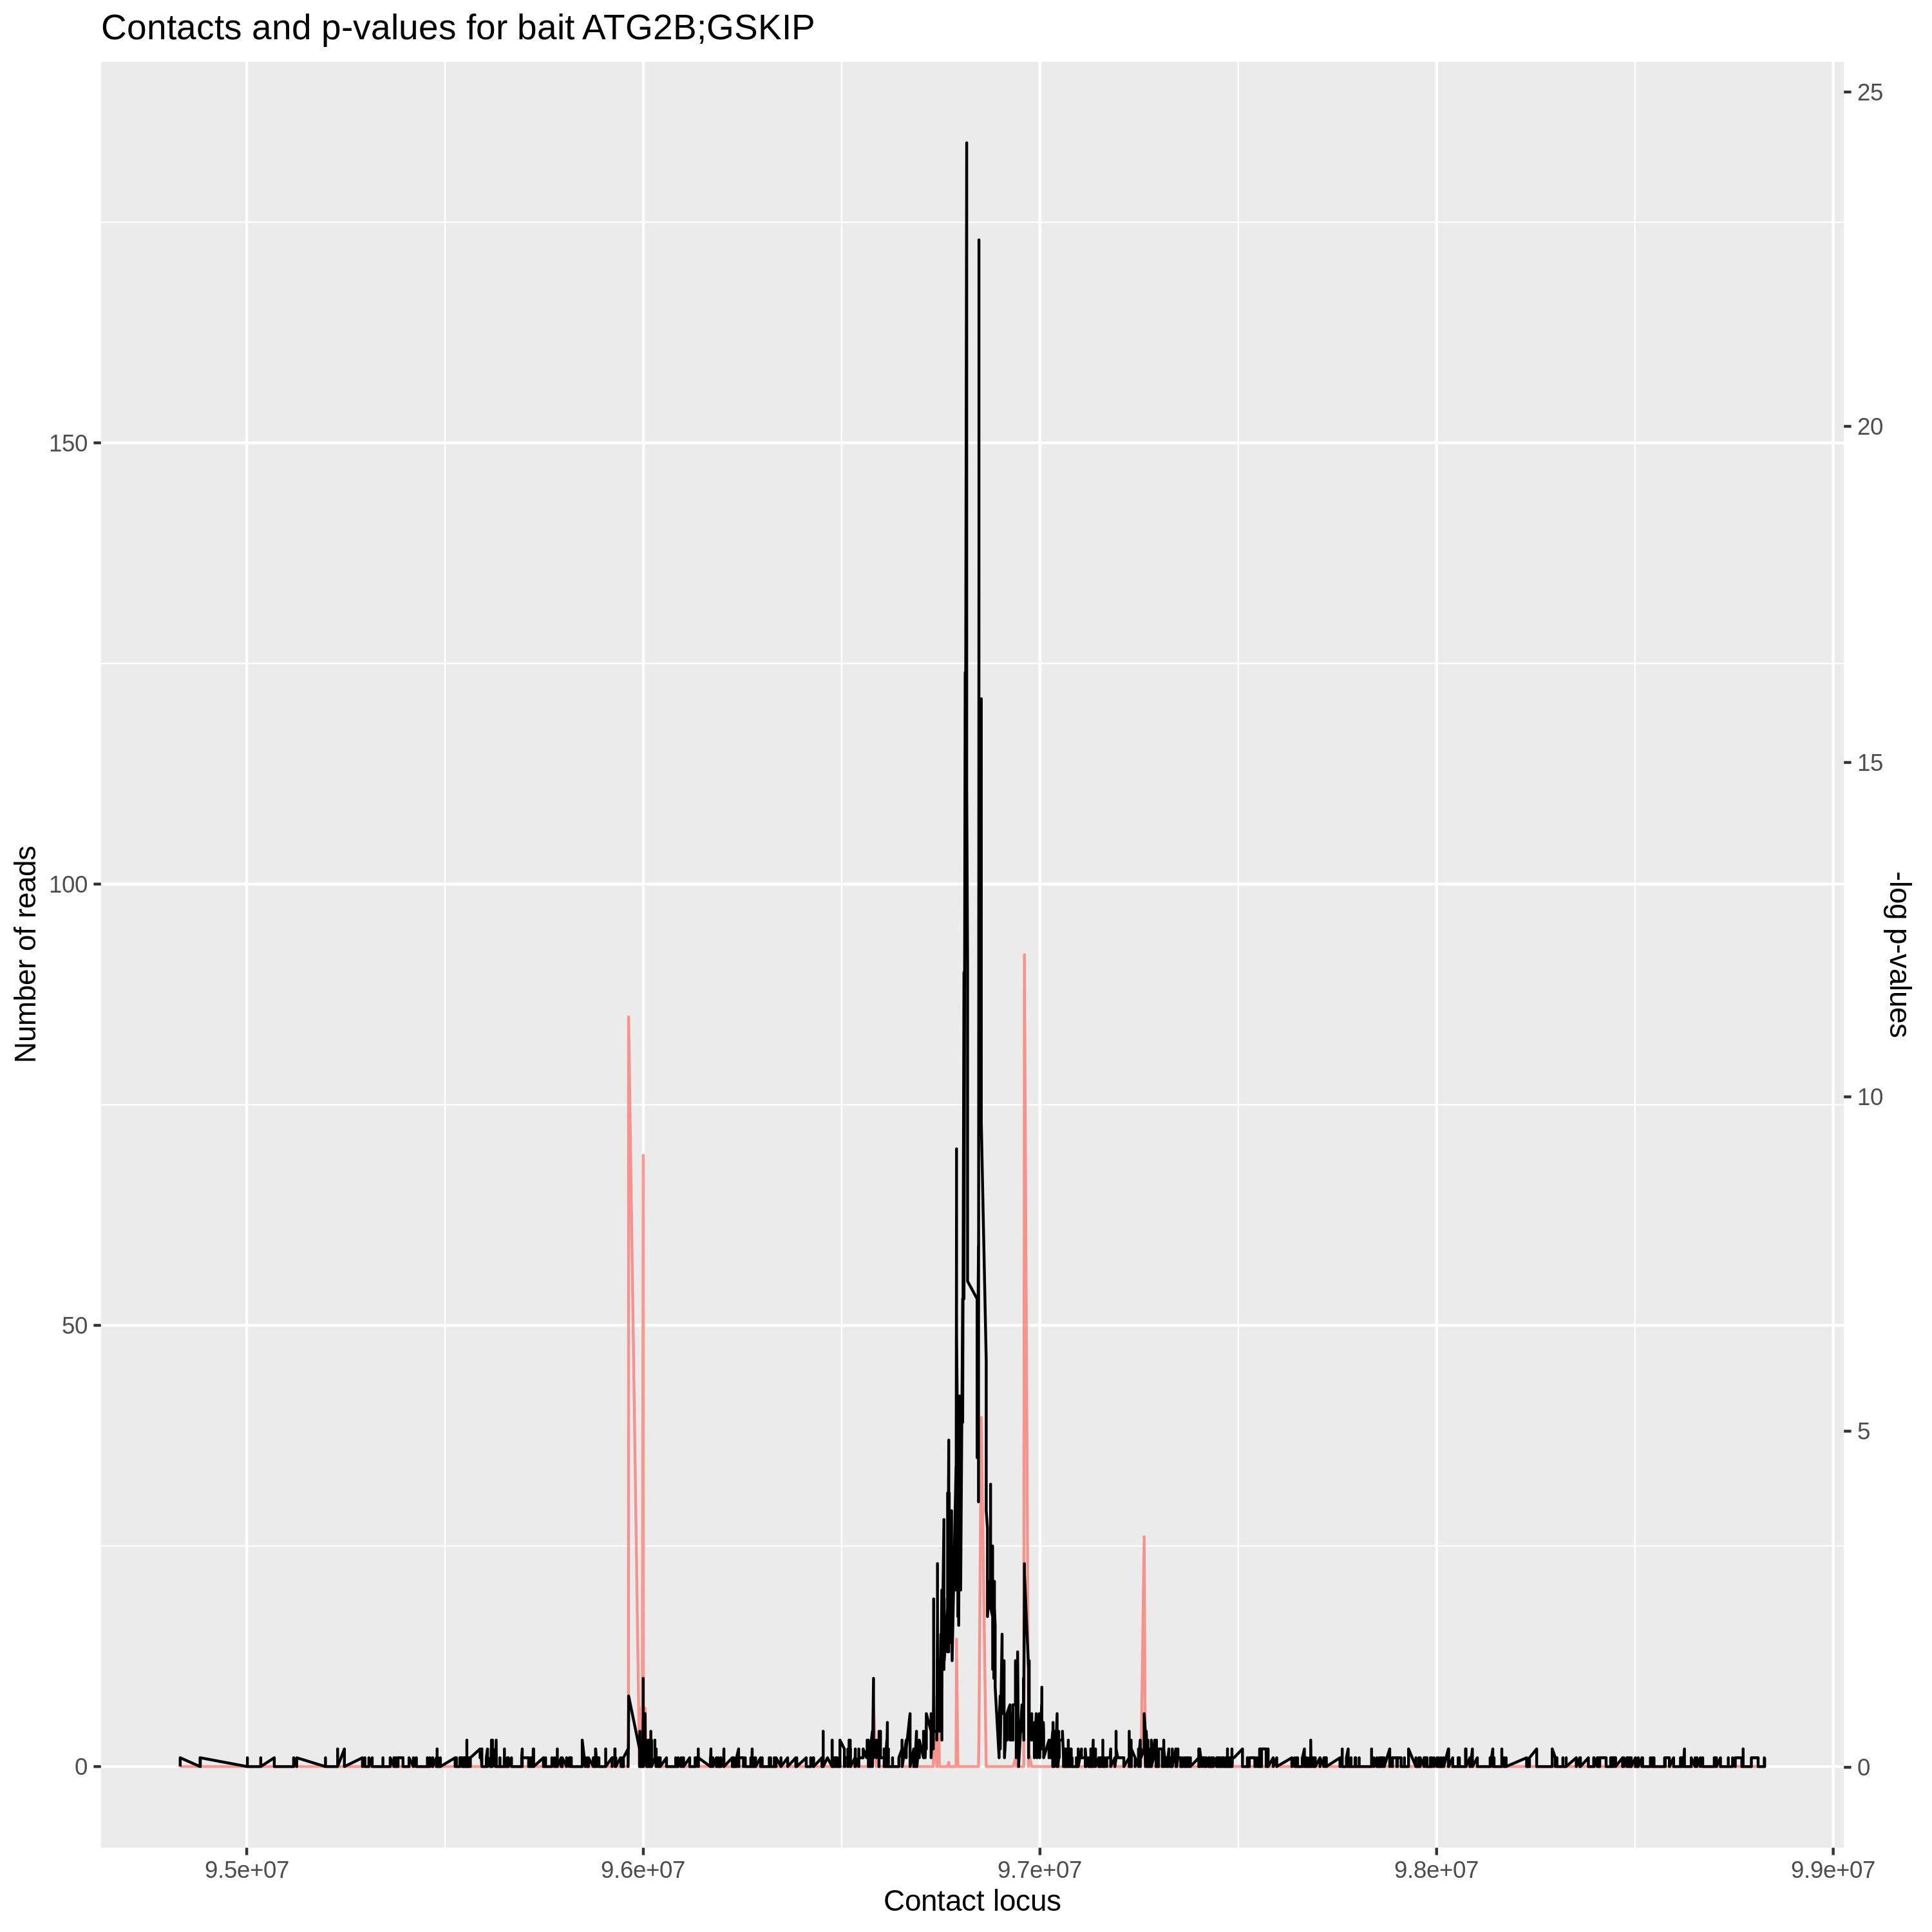 Contacts and p-values for bait ATG2B;GSKIP
Number of reads
150
100
50
0
25
20
15
10
5
0
-log p-values
9.5e+07
9.6e+07
9.7e+07
9.8e+07
9.9e+07
Contact locus